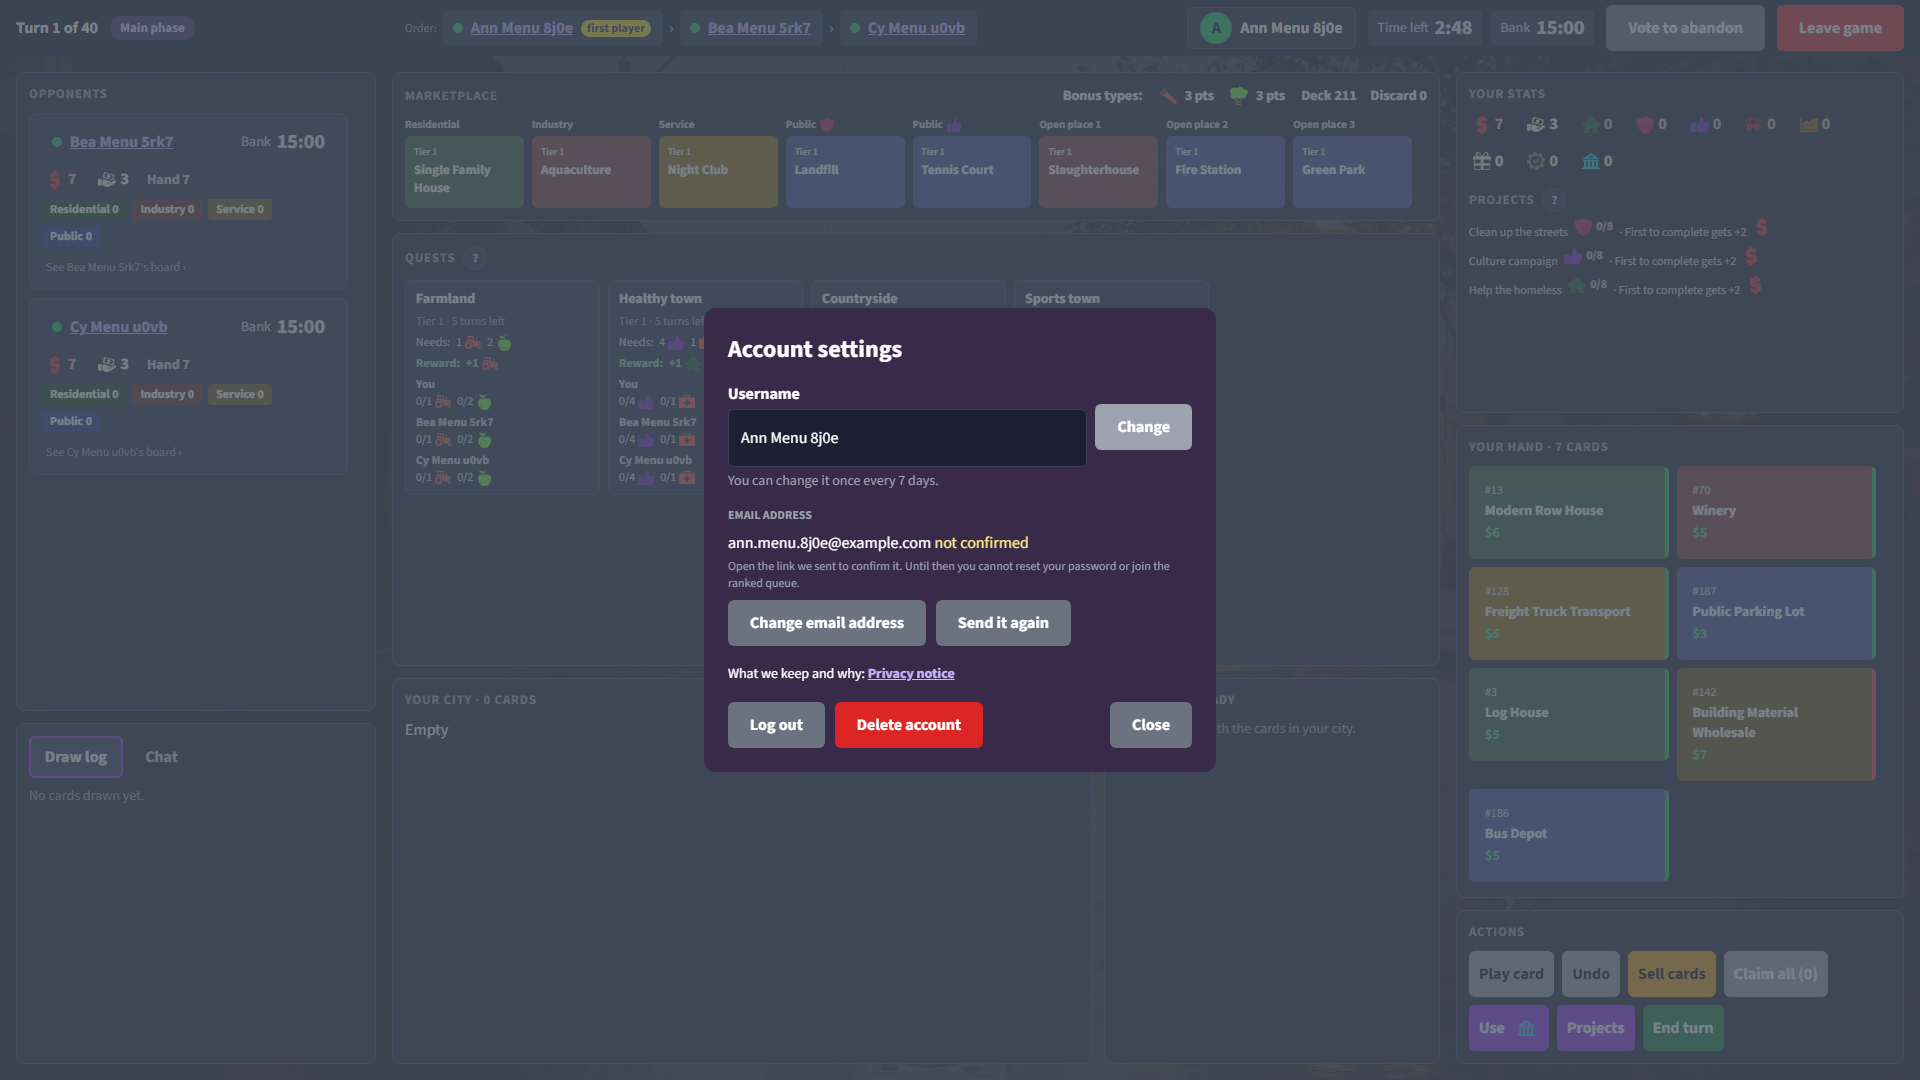 Turn 1 of 40 Main phase
Order: Ann Menu 8j0e first player › Bea Menu 5rk7 › Cy Menu u0vb
A Ann Menu 8j0e Time left 2:48 Bank 15:00 Vote to abandon Leave game
OPPONENTS
Bea Menu 5rk7 Bank 15:00
7 3 Hand 7
Residential 0 Industry 0 Service 0
Public 0
See Bea Menu 5rk7's board ›
Cy Menu u0vb Bank 15:00
7 3 Hand 7
Residential 0 Industry 0 Service 0
Public 0
See Cy Menu u0vb's board ›
Draw log Chat
No cards drawn yet.
MARKETPLACE Bonus types: 3 pts 3 pts Deck 211 Discard 0
Residential Industry Service Public Public Open place 1 Open place 2 Open place 3
Tier 1 Tier 1 Tier 1 Tier 1 Tier 1 Tier 1 Tier 1 Tier 1
Single Family House Aquaculture Night Club Landfill Tennis Court Slaughterhouse Fire Station Green Park
QUESTS ?
Farmland
Tier 1 · 5 turns left
Needs: 1 2
Reward: +1
You
0/1 0/2
Bea Menu 5rk7
0/1 0/2
Cy Menu u0vb
0/1 0/2
Healthy town
Tier 1 · 5 turns lef
Needs: 4 1
Reward: +1
You
0/4 0/1
Bea Menu 5rk7
0/4 0/1
Cy Menu u0vb
0/4 0/1
Countryside
Sports town
Account settings
Username
Ann Menu 8j0e Change
You can change it once every 7 days.
EMAIL ADDRESS
ann.menu.8j0e@example.com not confirmed
Open the link we sent to confirm it. Until then you cannot reset your password or join the
ranked queue.
Change email address Send it again
What we keep and why: Privacy notice
Log out Delete account Close
YOUR CITY · 0 CARDS
Empty
ADY
th the cards in your city.
YOUR STATS
7 3 0 0 0 0 0
0 0 0
PROJECTS ?
Clean up the streets 0/8 · First to complete gets +2
Culture campaign 0/8 · First to complete gets +2
Help the homeless 0/8 · First to complete gets +2
YOUR HAND · 7 CARDS
#13
Modern Row House
$6
#70
Winery
$5
#128
Freight Truck Transport
$5
#187
Public Parking Lot
$3
#3
Log House
$5
#142
Building Material
Wholesale
$7
#186
Bus Depot
$5
ACTIONS
Play card Undo Sell cards Claim all (0)
Use Projects End turn